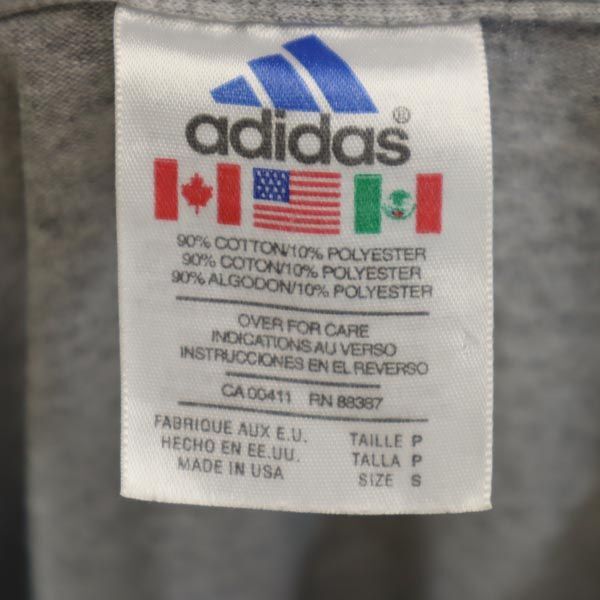 adidas®
90% COTTON/10% POLYESTER
90% COTON/10% POLYESTER
90% ALGODON/10% POLYESTER
OVER FOR CARE
INDICATIONS AU VERSO
INSTRUCCIONES EN EL REVERSO
CA 00411 RN 88387
FABRIQUE AUX E.U. TAILLE P
HECHO EN EE.UU. TALLA P
MADE IN USA SIZE S